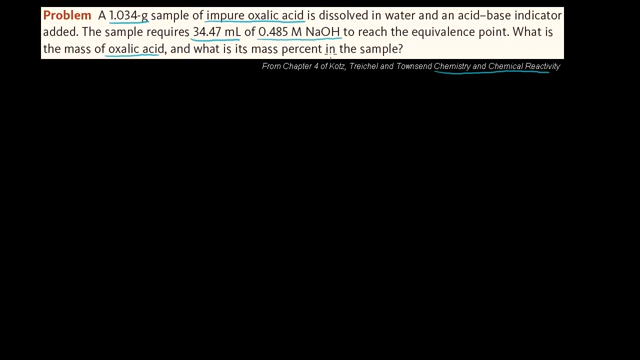 Problem A 1.034-g sample of impure oxalic acid is dissolved in water and an acid–base indicator
added. The sample requires 34.47 mL of 0.485 M NaOH to reach the equivalence point. What is
the mass of oxalic acid, and what is its mass percent in the sample?
From Chapter 4 of Kotz, Treichel and Townsend Chemistry and Chemical Reactivity